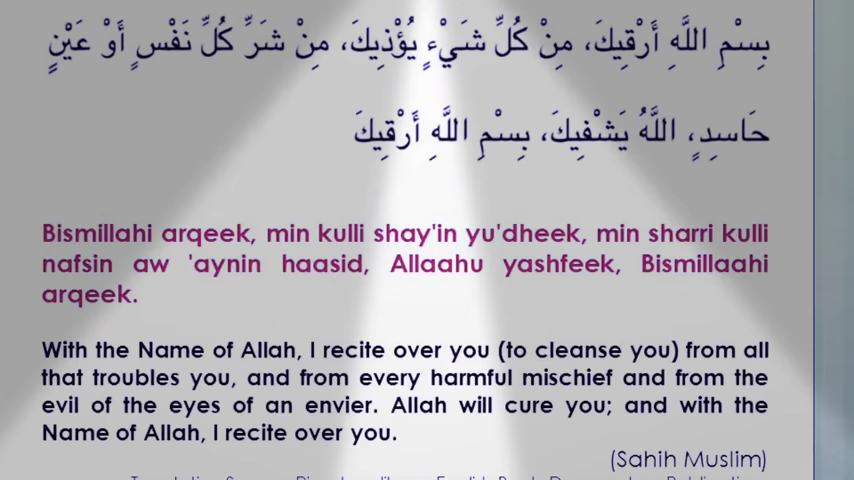 بِسْمِ اللَّهِ أَرْقِيكَ، مِنْ كُلِّ شَيْءٍ يُؤْذِيكَ، مِنْ شَرِّ كُلِّ نَفْسٍ أَوْ عَيْنٍ
حَاسِدٍ، اللَّهُ يَشْفِيكَ، بِسْمِ اللَّهِ أَرْقِيكَ
Bismillahi arqeek, min kulli shay'in yu'dheek, min sharri kulli
nafsin aw 'aynin haasid, Allaahu yashfeek, Bismillaahi
arqeek.
With the Name of Allah, I recite over you (to cleanse you) from all
that troubles you, and from every harmful mischief and from the
evil of the eyes of an envier. Allah will cure you; and with the
Name of Allah, I recite over you.
(Sahih Muslim)